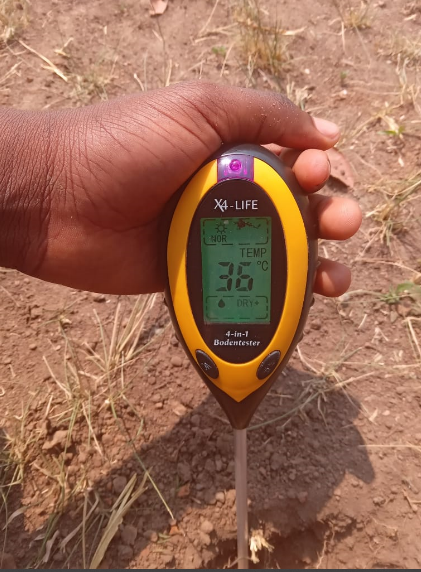 X4-LIFE
NOR
TEMP
36 °C
DRY+
4-in-1
Bodentester